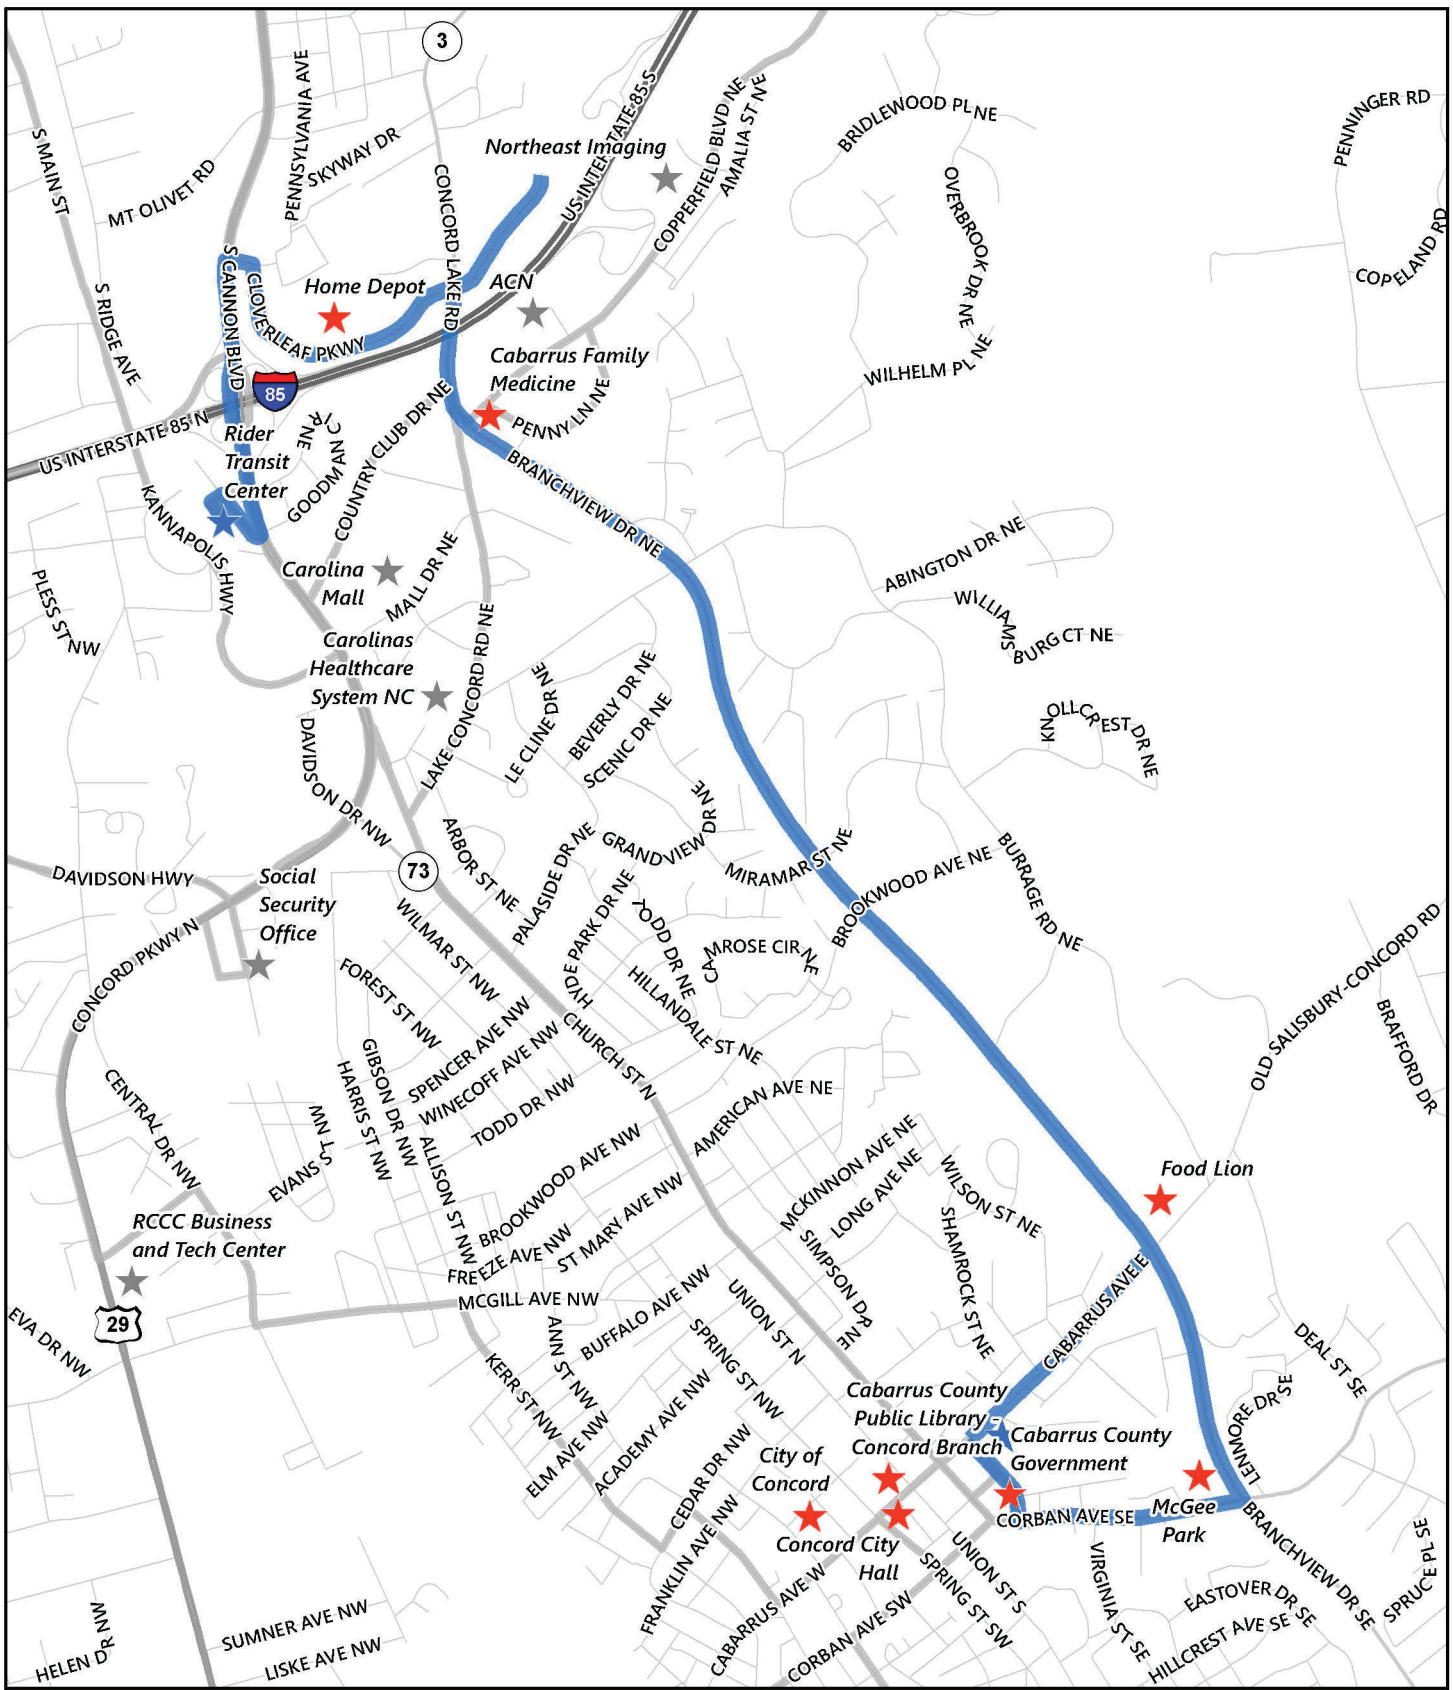 3
PENNSYLVANIA AVE
SKYWAY DR
MT OLIVET RD
S MAIN ST
S RIDGE AVE
S CANNON BLVD
CLOVERLEAF PKWY
Home Depot
CONCORD LAKE RD
Northeast Imaging
US INTERSTATE 85 S
COPPERFIELD BLVD NE
AMALIA ST NE
BRIDLEWOOD PL NE
OVERBROOK DR NE
WILHELM PL NE
PENNINGER RD
COPELAND RD
ACN
Cabarrus Family
Medicine
PENNY LN NE
85
US INTERSTATE 85 N
Rider
Transit
Center
GOODMAN CIR NE
COUNTRY CLUB DR NE
BRANCHVIEW DR NE
KANNAPOLIS HWY
PLESS ST NW
Carolina
Mall
MALL DR NE
Carolinas
Healthcare
System NC
LAKE CONCORD RD NE
ABINGTON DR NE
WILLIAMSBURG CT NE
KNOLLCREST DR NE
LE CLINE DR NE
BEVERLY DR NE
SCENIC DR NE
DAVIDSON DR NW
GRANDVIEW DR NE
MIRAMAR ST NE
BROOKWOOD AVE NE
BURRAGE RD NE
73
ARBOR ST NE
PALASIDE DR NE
HYDE PARK DR NE
TODD DR NE
CAMROSE CIR NE
HILLANDALE ST NE
DAVIDSON HWY
Social
Security
Office
CONCORD PKWY N
WILMAR ST NW
FOREST ST NW
SPENCER AVE NW
WINECOFF AVE NW
TODD DR NW
CHURCH ST N
AMERICAN AVE NE
OLD SALISBURY-CONCORD RD
BRAFFORD DR
CENTRAL DR NW
GIBSON DR NW
HARRIS ST NW
EVANS ST NW
ALLISON ST NW
BROOKWOOD AVE NW
FREEZE AVE NW
ST MARY AVE NW
MCKINNON AVE NE
LONG AVE NE
WILSON ST NE
SHAMROCK ST NE
SIMPSON DR NE
Food Lion
RCCC Business
and Tech Center
29
EVA DR NW
MCGILL AVE NW
BUFFALO AVE NW
UNION ST N
SPRING ST NW
ANN ST NW
KERR ST NW
ELM AVE NW
ACADEMY AVE NW
CEDAR DR NW
FRANKLIN AVE NW
CABARRUS AVE E
DEAL ST SE
LENMORE DR SE
Cabarrus County
Public Library -
Concord Branch
Cabarrus County
Government
City of
Concord
Concord City
Hall
CORBAN AVE SE
McGee
Park
BRANCHVIEW DR SE
SPRUCE PL SE
EASTOVER DR SE
HILLCREST AVE SE
VIRGINIA ST SE
UNION ST S
SPRING ST SW
CABARRUS AVE W
CORBAN AVE SW
SUMNER AVE NW
LISKE AVE NW
HELEN DR NW